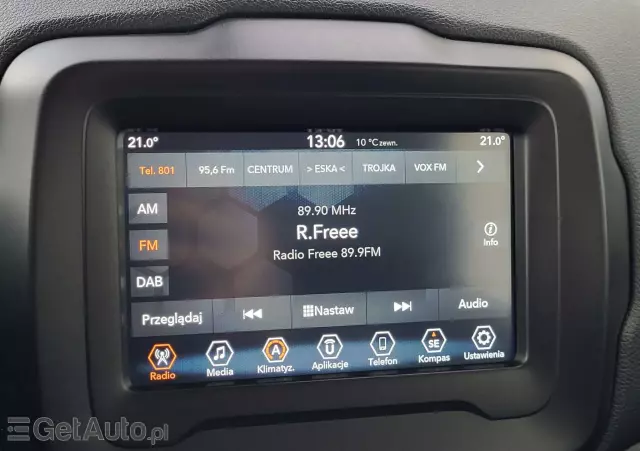 21.0° 13:06 10 °C zewn. 21.0°
Tel. 801 95,6 Fm CENTRUM > ESKA < TROJKA VOX FM
AM
89.90 MHz
R.Freee
FM
Info
Radio Freee 89.9FM
DAB
Przeglądaj Nastaw Audio
Radio Media Klimatyz. Aplikacje Telefon Kompas Ustawienia
A U SE
GetAuto.pl